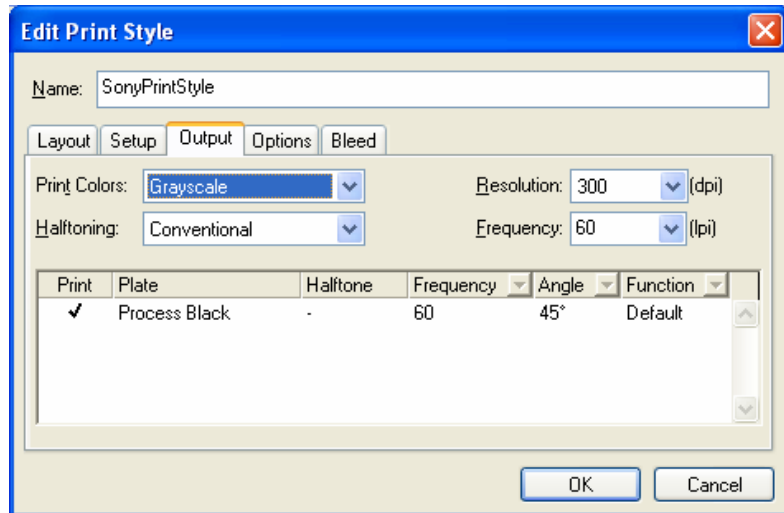 Edit Print Style
Name: SonyPrintStyle
Layout Setup Output Options Bleed
Print Colors: Grayscale Resolution: 300 (dpi)
Halftoning: Conventional Frequency: 60 (lpi)
Print Plate Halftone Frequency Angle Function
✓ Process Black - 60 45° Default
OK Cancel